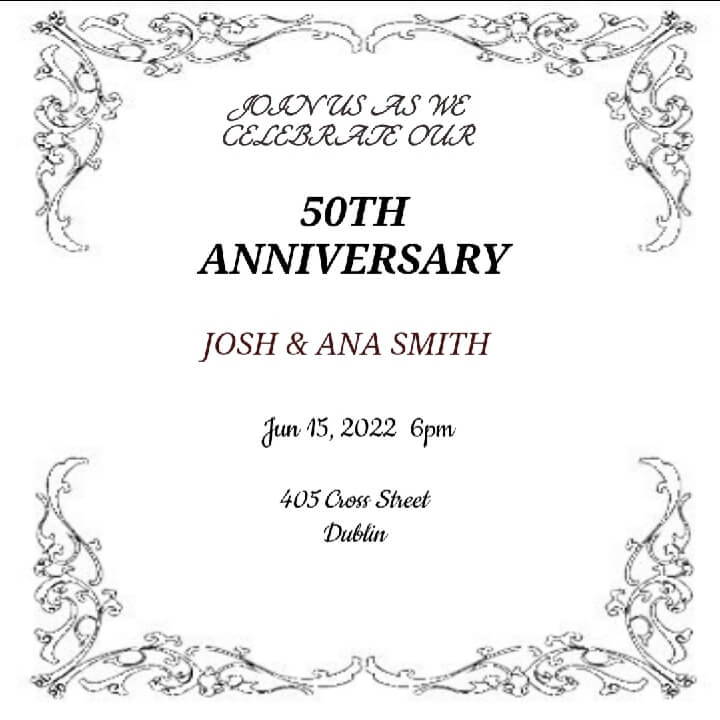 JOIN US AS WE
CELEBRATE OUR
50TH
ANNIVERSARY
JOSH & ANA SMITH
Jun 15, 2022 6pm
405 Cross Street
Dublin